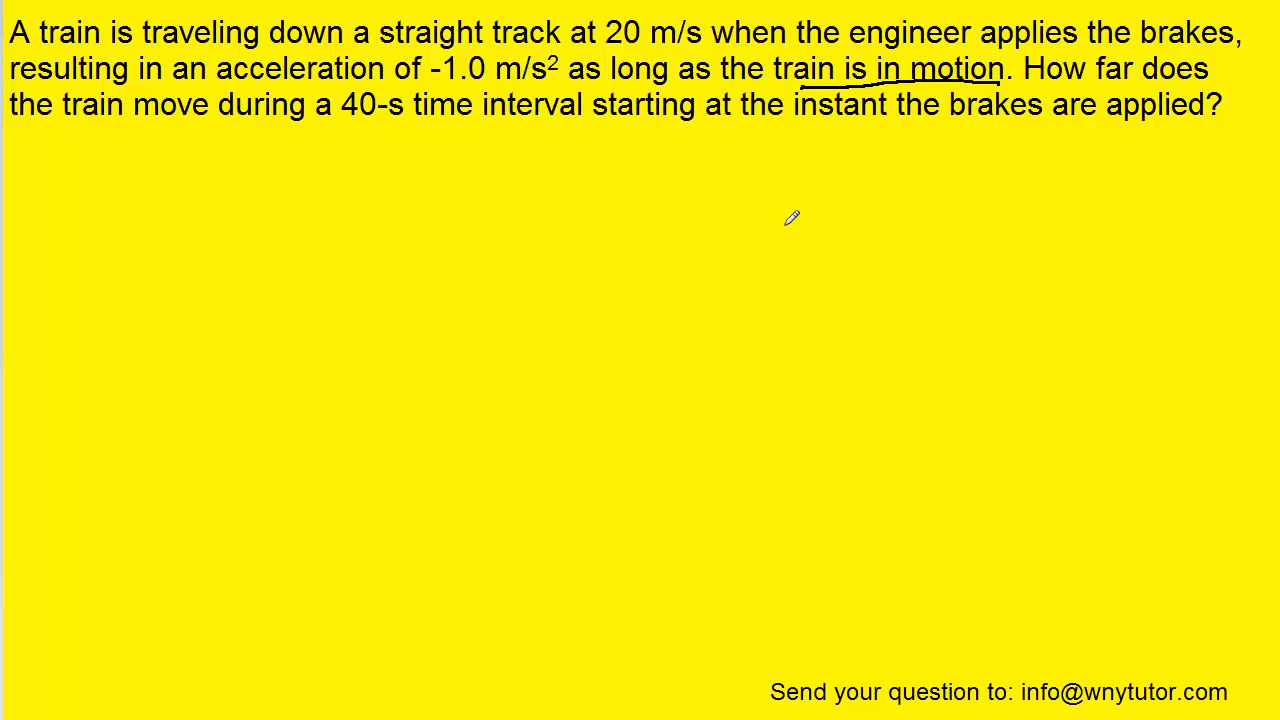 A train is traveling down a straight track at 20 m/s when the engineer applies the brakes,
resulting in an acceleration of -1.0 m/s² as long as the train is in motion. How far does
the train move during a 40-s time interval starting at the instant the brakes are applied?
Send your question to: info@wnytutor.com